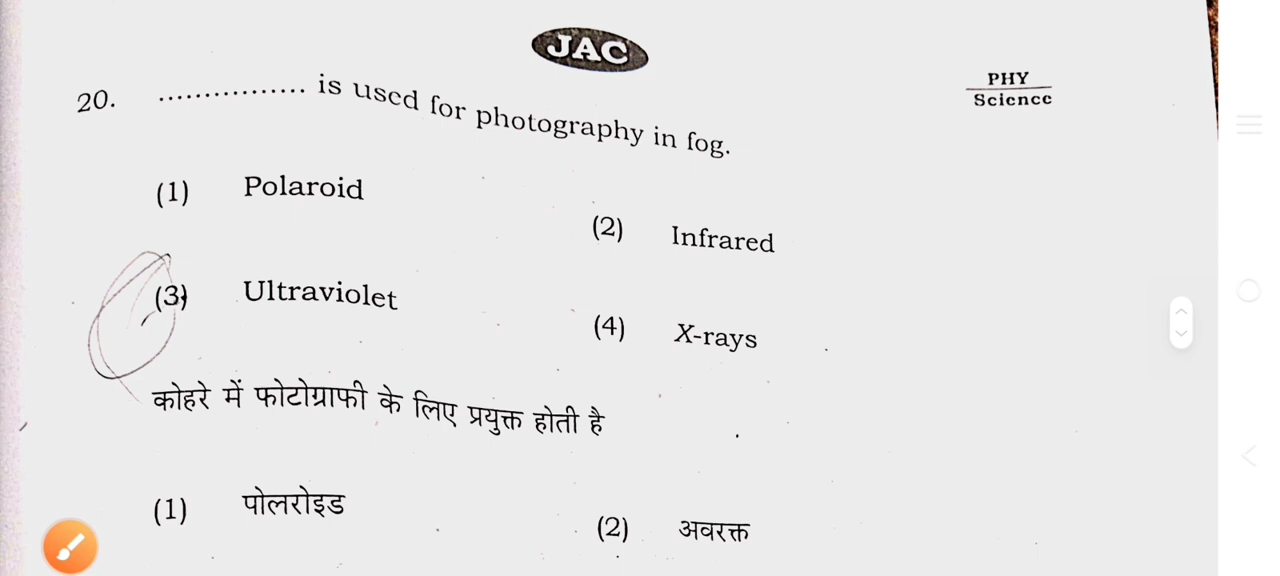 JAC
PHY
Science
20. ................ is used for photography in fog.
(1) Polaroid
(2) Infrared
(3) Ultraviolet
(4) X-rays
कोहरे में फोटोग्राफी के लिए प्रयुक्त होती है
(1) पोलरोइड
(2) अवरक्त